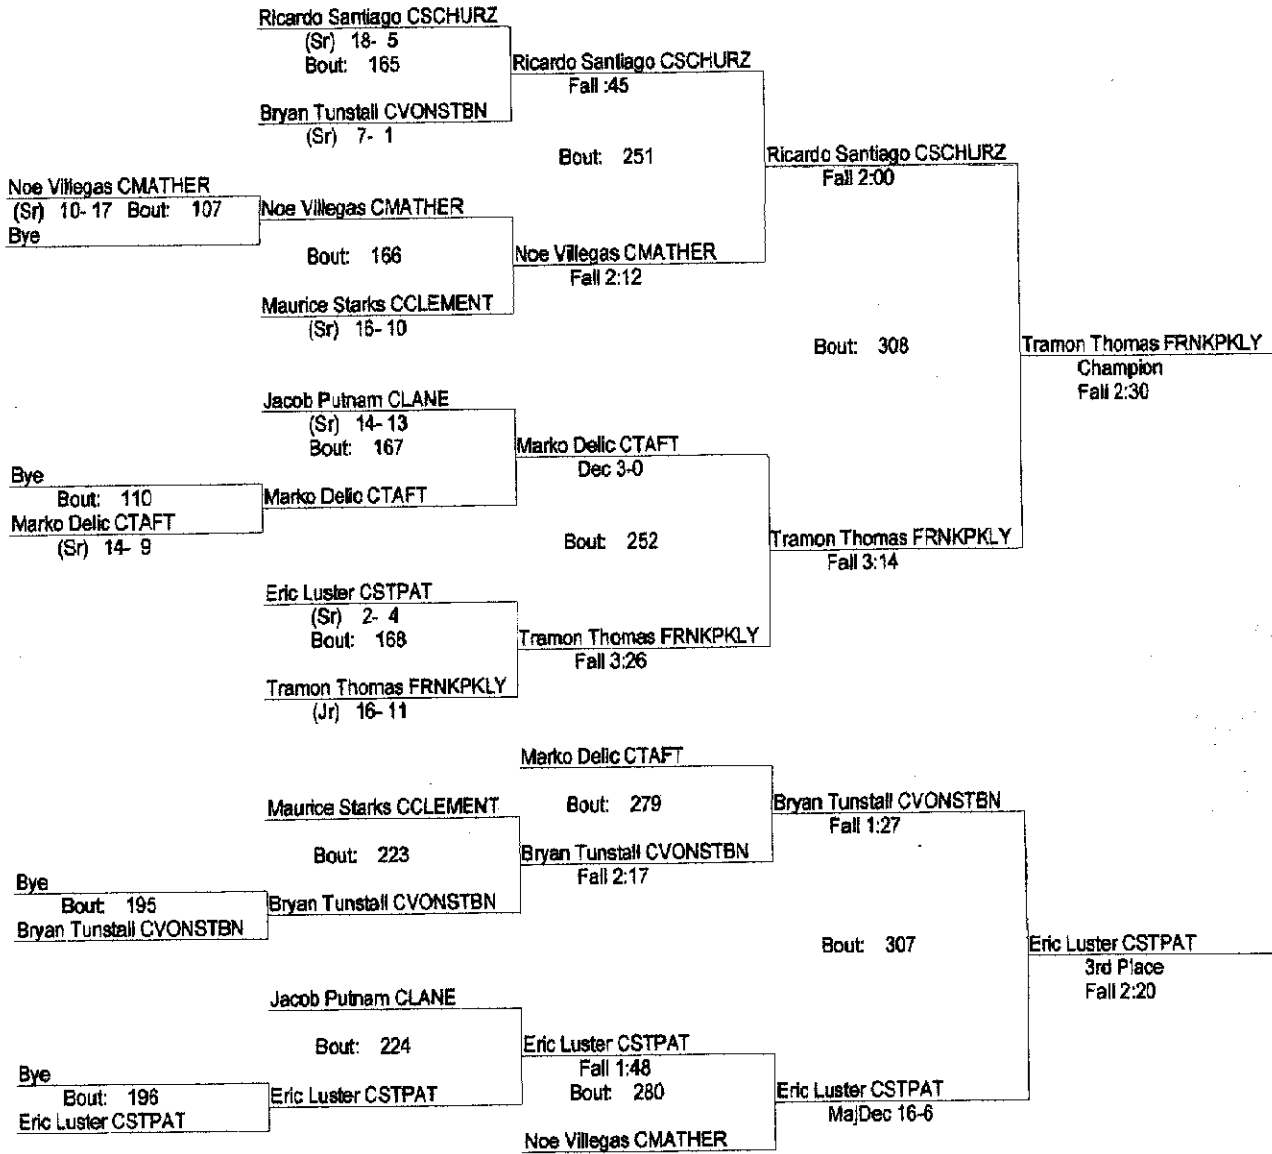 Ricardo Santiago CSCHURZ
(Sr) 18- 5
Bout: 165
Bryan Tunstall CVONSTBN
(Sr) 7- 1
Ricardo Santiago CSCHURZ
Fall :45
Bout: 251
Noe Villegas CMATHER
(Sr) 10- 17 Bout: 107
Bye
Noe Villegas CMATHER
Bout: 166
Maurice Starks CCLEMENT
(Sr) 16- 10
Noe Villegas CMATHER
Fall 2:12
Ricardo Santiago CSCHURZ
Fall 2:00
Bout: 308
Tramon Thomas FRNKPKLY
Champion
Fall 2:30
Jacob Putnam CLANE
(Sr) 14- 13
Bout: 167
Bye
Bout: 110
Marko Delic CTAFT
(Sr) 14- 9
Marko Delic CTAFT
Marko Delic CTAFT
Dec 3-0
Bout: 252
Tramon Thomas FRNKPKLY
Fall 3:14
Eric Luster CSTPAT
(Sr) 2- 4
Bout: 168
Tramon Thomas FRNKPKLY
(Jr) 16- 11
Tramon Thomas FRNKPKLY
Fall 3:26
Marko Delic CTAFT
Bout: 279
Maurice Starks CCLEMENT
Bout: 223
Bye
Bout: 195
Bryan Tunstall CVONSTBN
Bryan Tunstall CVONSTBN
Bryan Tunstall CVONSTBN
Fall 2:17
Bryan Tunstall CVONSTBN
Fall 1:27
Bout: 307
Eric Luster CSTPAT
3rd Place
Fall 2:20
Jacob Putnam CLANE
Bout: 224
Bye
Bout: 196
Eric Luster CSTPAT
Eric Luster CSTPAT
Eric Luster CSTPAT
Fall 1:48
Bout: 280
Noe Villegas CMATHER
Eric Luster CSTPAT
MajDec 16-6